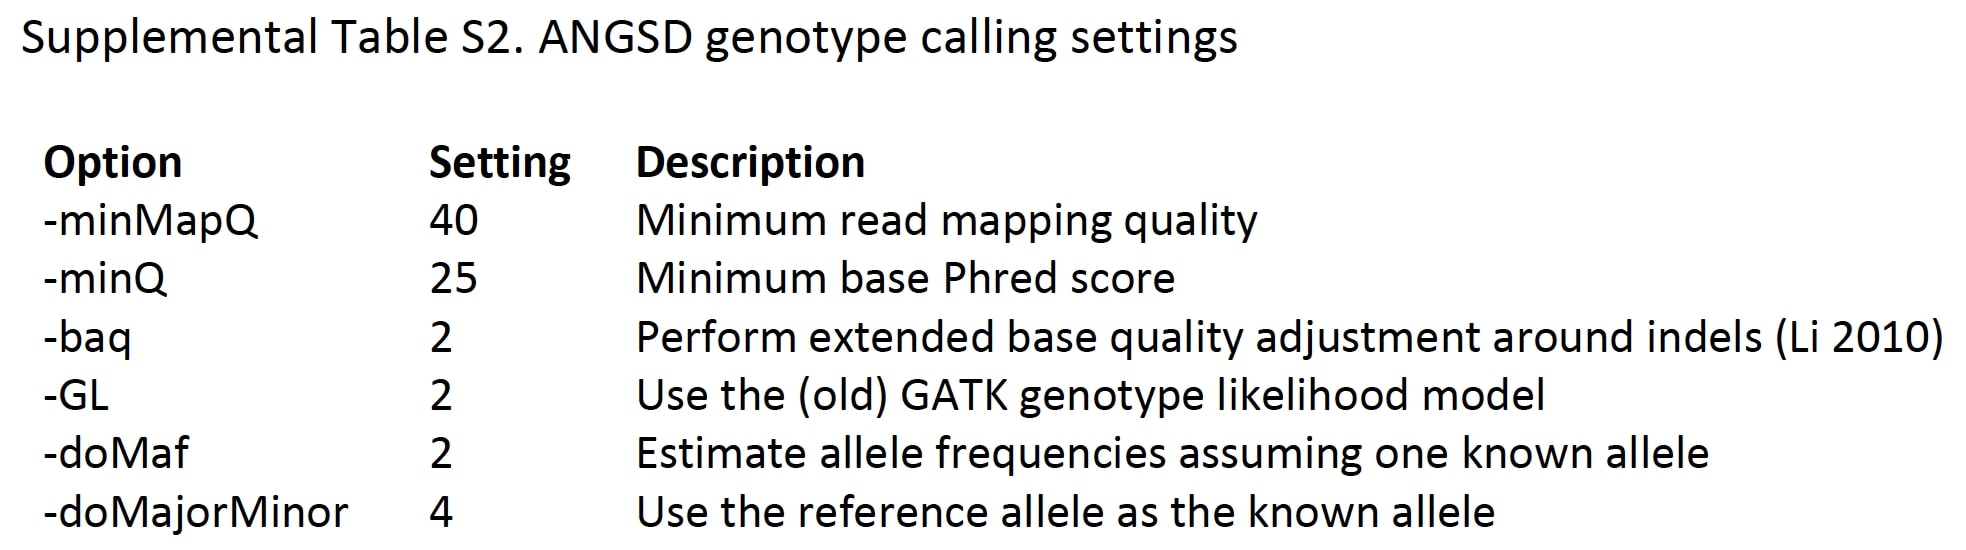 Supplemental Table S2. ANGSD genotype calling settings
Option Setting Description
-minMapQ 40 Minimum read mapping quality
-minQ 25 Minimum base Phred score
-baq 2 Perform extended base quality adjustment around indels (Li 2010)
-GL 2 Use the (old) GATK genotype likelihood model
-doMaf 2 Estimate allele frequencies assuming one known allele
-doMajorMinor 4 Use the reference allele as the known allele